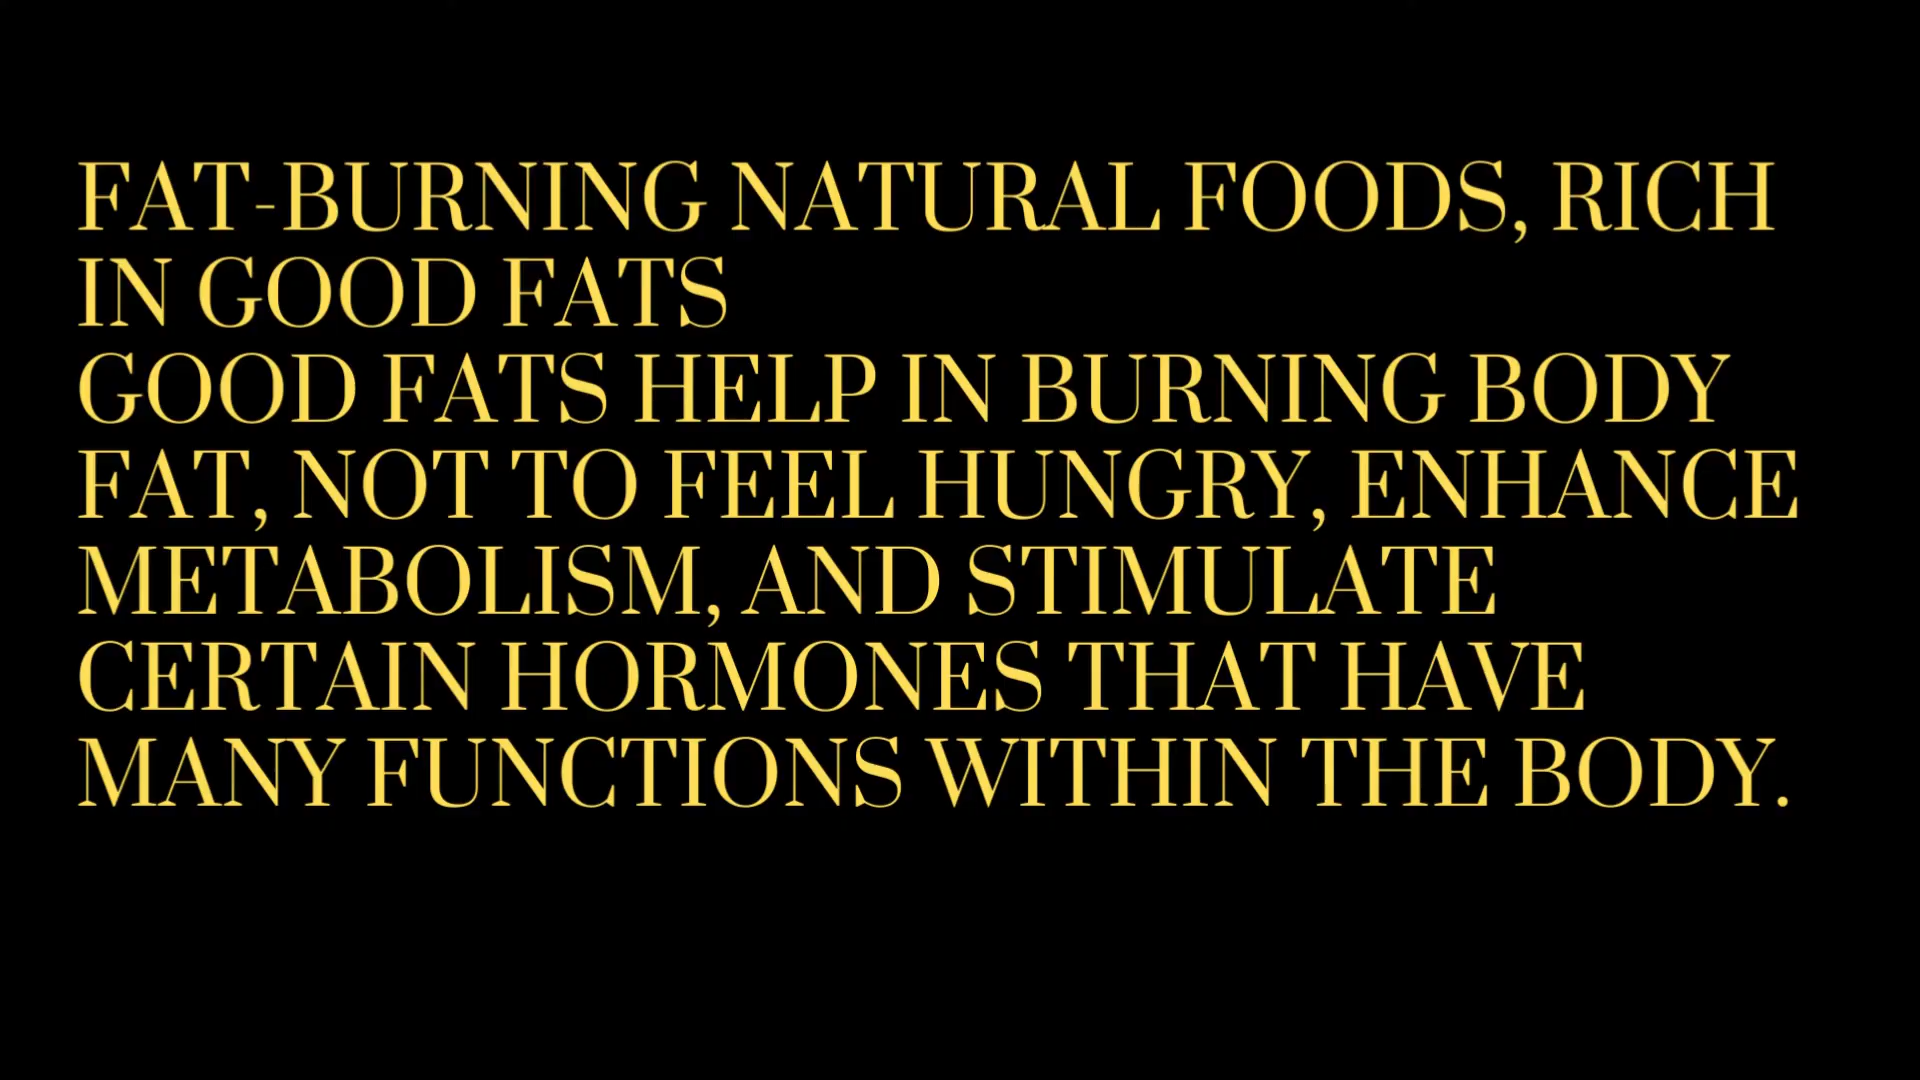 FAT-BURNING NATURAL FOODS, RICH
IN GOOD FATS
GOOD FATS HELP IN BURNING BODY
FAT, NOT TO FEEL HUNGRY, ENHANCE
METABOLISM, AND STIMULATE
CERTAIN HORMONES THAT HAVE
MANY FUNCTIONS WITHIN THE BODY.